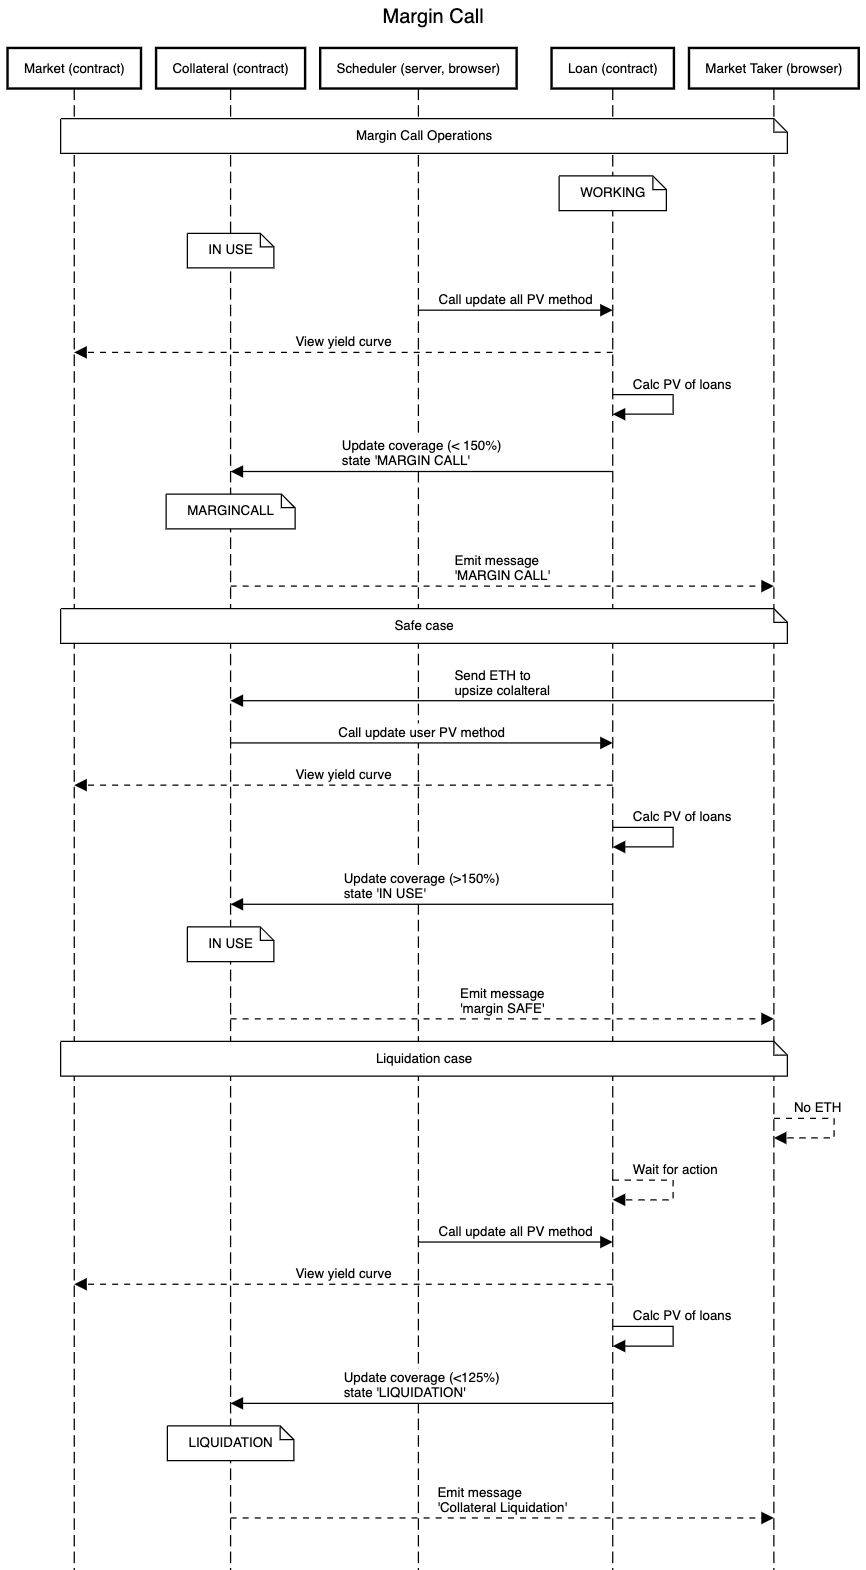 Margin Call
Market (contract)
Collateral (contract)
Scheduler (server, browser)
Loan (contract)
Market Taker (browser)
Margin Call Operations
WORKING
IN USE
Call update all PV method
View yield curve
Calc PV of loans
Update coverage (< 150%)
state 'MARGIN CALL'
MARGINCALL
Emit message
'MARGIN CALL'
Safe case
Send ETH to
upsize colalteral
Call update user PV method
View yield curve
Calc PV of loans
Update coverage (>150%)
state 'IN USE'
IN USE
Emit message
'margin SAFE'
Liquidation case
No ETH
Wait for action
Call update all PV method
View yield curve
Calc PV of loans
Update coverage (<125%)
state 'LIQUIDATION'
LIQUIDATION
Emit message
'Collateral Liquidation'